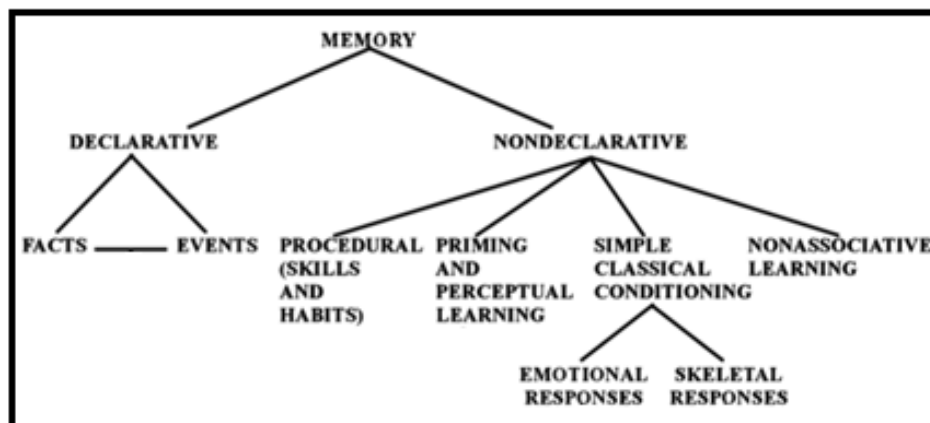 MEMORY
DECLARATIVE
NONDECLARATIVE
FACTS
EVENTS
PROCEDURAL
(SKILLS
AND
HABITS)
PRIMING
AND
PERCEPTUAL
LEARNING
SIMPLE
CLASSICAL
CONDITIONING
NONASSOCIATIVE
LEARNING
EMOTIONAL
RESPONSES
SKELETAL
RESPONSES